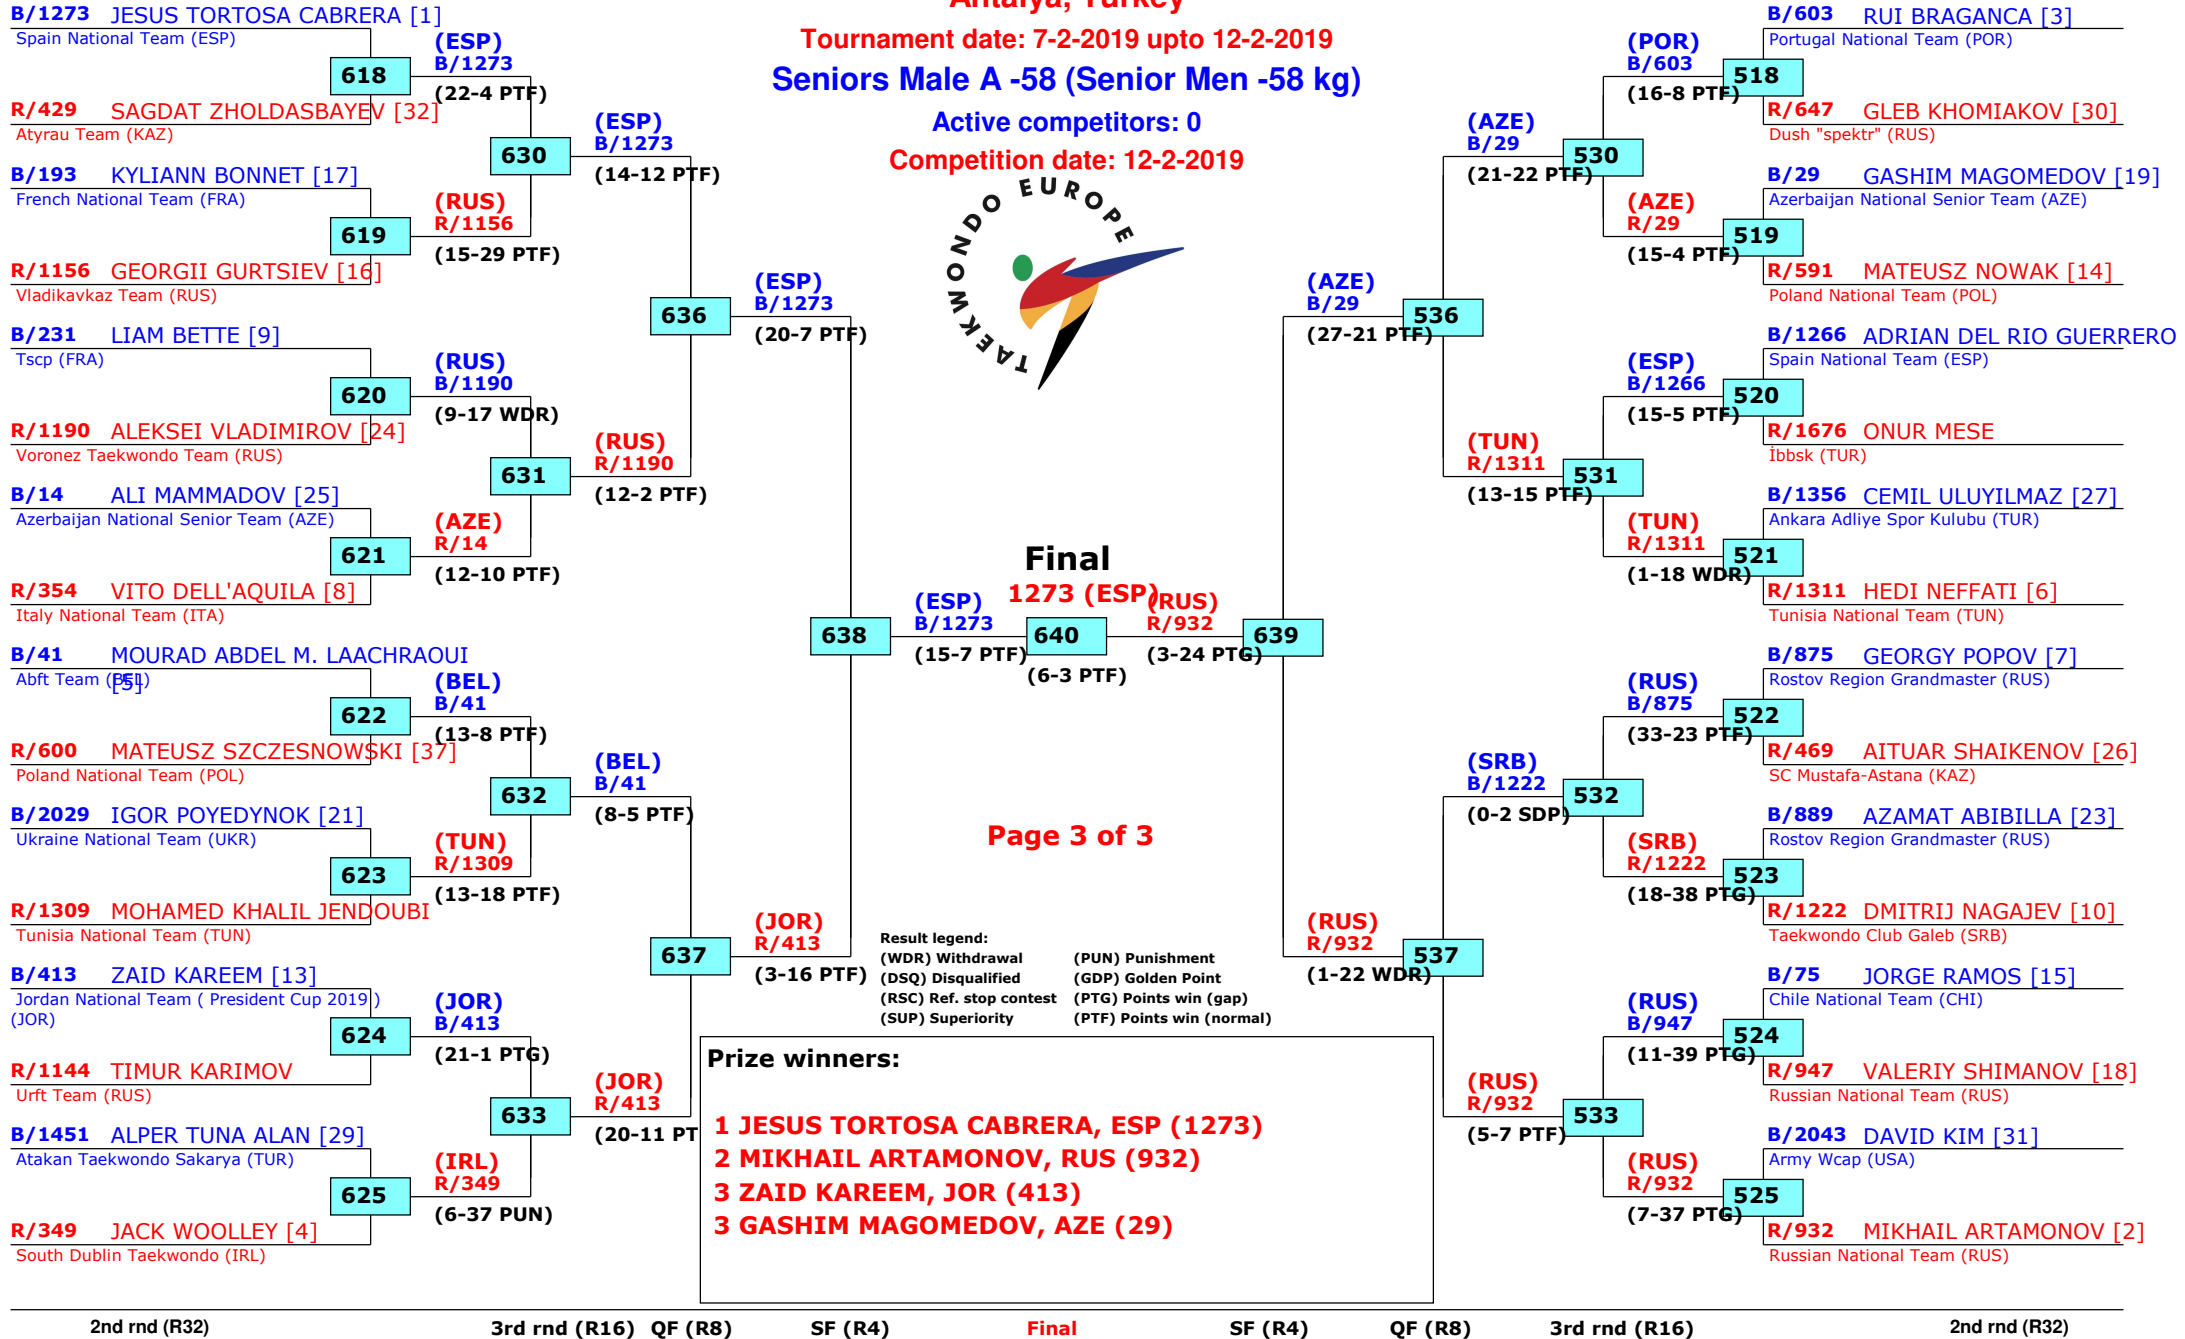 Antalya, Turkey
Tournament date: 7-2-2019 upto 12-2-2019
Seniors Male A -58 (Senior Men -58 kg)
Active competitors: 0
Competition date: 12-2-2019
TAEKWONDO EUROPE
B/1273 JESUS TORTOSA CABRERA [1]
Spain National Team (ESP)
618
R/429 SAGDAT ZHOLDASBAYEV [32]
Atyrau Team (KAZ)
B/193 KYLIANN BONNET [17]
French National Team (FRA)
619
R/1156 GEORGII GURTSIEV [16]
Vladikavkaz Team (RUS)
B/231 LIAM BETTE [9]
Tscp (FRA)
620
R/1190 ALEKSEI VLADIMIROV [24]
Voronez Taekwondo Team (RUS)
B/14 ALI MAMMADOV [25]
Azerbaijan National Senior Team (AZE)
621
R/354 VITO DELL'AQUILA [8]
Italy National Team (ITA)
B/41 MOURAD ABDEL M. LAACHRAOUI
[5]
Abft Team (BEL)
622
R/600 MATEUSZ SZCZESNOWSKI [37]
Poland National Team (POL)
B/2029 IGOR POYEDYNOK [21]
Ukraine National Team (UKR)
623
R/1309 MOHAMED KHALIL JENDOUBI
Tunisia National Team (TUN)
B/413 ZAID KAREEM [13]
Jordan National Team ( President Cup 2019 )
(JOR)
624
R/1144 TIMUR KARIMOV
Urft Team (RUS)
B/1451 ALPER TUNA ALAN [29]
Atakan Taekwondo Sakarya (TUR)
625
R/349 JACK WOOLLEY [4]
South Dublin Taekwondo (IRL)
(ESP)
B/1273
(22-4 PTF)
630
(RUS)
R/1156
(15-29 PTF)
(RUS)
B/1190
(9-17 WDR)
631
(AZE)
R/14
(12-10 PTF)
(BEL)
B/41
(13-8 PTF)
632
(TUN)
R/1309
(13-18 PTF)
(JOR)
B/413
(21-1 PTG)
633
(IRL)
R/349
(6-37 PUN)
(ESP)
B/1273
(14-12 PTF)
636
(RUS)
R/1190
(12-2 PTF)
(BEL)
B/41
(8-5 PTF)
637
(JOR)
R/413
(20-11 PT
(ESP)
B/1273
(20-7 PTF)
638
(JOR)
R/413
(3-16 PTF)
(ESP)
B/1273
(15-7 PTF)
Final
1273 (ESP)
640
(6-3 PTF)
(RUS)
R/932
(3-24 PTG)
639
(AZE)
B/29
(27-21 PTF)
536
(RUS)
R/932
(1-22 WDR)
537
(AZE)
B/29
(21-22 PTF)
530
(TUN)
R/1311
(13-15 PTF)
531
(SRB)
B/1222
(0-2 SDP)
532
(RUS)
R/932
(5-7 PTF)
533
(POR)
B/603
(16-8 PTF)
(AZE)
R/29
(15-4 PTF)
(ESP)
B/1266
(15-5 PTF)
(TUN)
R/1311
(1-18 WDR)
(RUS)
B/875
(33-23 PTF)
(SRB)
R/1222
(18-38 PTG)
(RUS)
B/947
(11-39 PTG)
(RUS)
R/932
(7-37 PTG)
B/603 RUI BRAGANCA [3]
Portugal National Team (POR)
518
R/647 GLEB KHOMIAKOV [30]
Dush "spektr" (RUS)
B/29 GASHIM MAGOMEDOV [19]
Azerbaijan National Senior Team (AZE)
519
R/591 MATEUSZ NOWAK [14]
Poland National Team (POL)
B/1266 ADRIAN DEL RIO GUERRERO
Spain National Team (ESP)
520
R/1676 ONUR MESE
İbbsk (TUR)
B/1356 CEMIL ULUYILMAZ [27]
Ankara Adliye Spor Kulubu (TUR)
521
R/1311 HEDI NEFFATI [6]
Tunisia National Team (TUN)
B/875 GEORGY POPOV [7]
Rostov Region Grandmaster (RUS)
522
R/469 AITUAR SHAIKENOV [26]
SC Mustafa-Astana (KAZ)
B/889 AZAMAT ABIBILLA [23]
Rostov Region Grandmaster (RUS)
523
R/1222 DMITRIJ NAGAJEV [10]
Taekwondo Club Galeb (SRB)
B/75 JORGE RAMOS [15]
Chile National Team (CHI)
524
R/947 VALERIY SHIMANOV [18]
Russian National Team (RUS)
B/2043 DAVID KIM [31]
Army Wcap (USA)
525
R/932 MIKHAIL ARTAMONOV [2]
Russian National Team (RUS)
Page 3 of 3
Result legend:
(WDR) Withdrawal (PUN) Punishment
(DSQ) Disqualified (GDP) Golden Point
(RSC) Ref. stop contest (PTG) Points win (gap)
(SUP) Superiority (PTF) Points win (normal)
Prize winners:
1 JESUS TORTOSA CABRERA, ESP (1273)
2 MIKHAIL ARTAMONOV, RUS (932)
3 ZAID KAREEM, JOR (413)
3 GASHIM MAGOMEDOV, AZE (29)
2nd rnd (R32) 3rd rnd (R16) QF (R8) SF (R4) Final SF (R4) QF (R8) 3rd rnd (R16) 2nd rnd (R32)